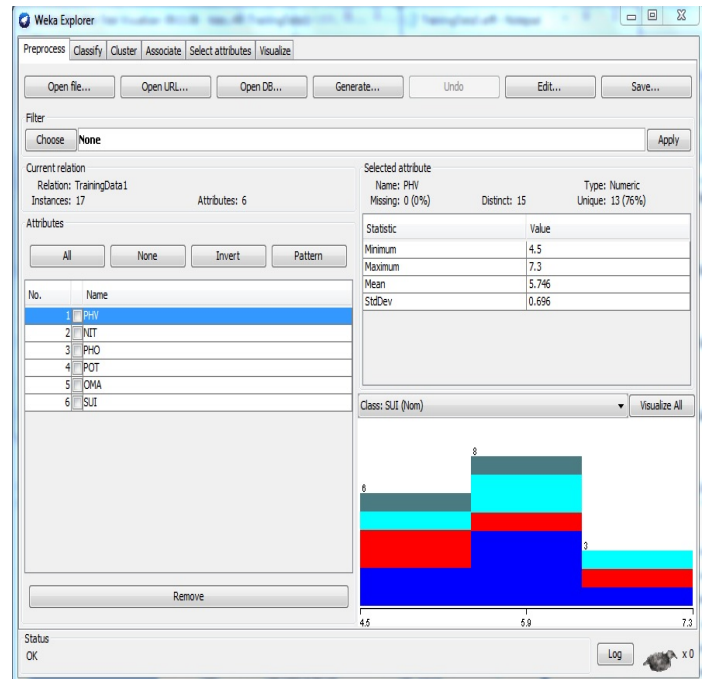 Weka Explorer
Preprocess Classify Cluster Associate Select attributes Visualize
Open file... Open URL... Open DB... Generate... Undo Edit... Save...
Filter
Choose None Apply
Current relation
Relation: TrainingData1
Instances: 17 Attributes: 6
Attributes
All None Invert Pattern
No. Name
1 PHV
2 NIT
3 PHO
4 POT
5 OMA
6 SUI
Remove
Selected attribute
Name: PHV Type: Numeric
Missing: 0 (0%) Distinct: 15 Unique: 13 (76%)
Statistic Value
Minimum 4.5
Maximum 7.3
Mean 5.746
StdDev 0.696
Class: SUI (Nom) Visualize All
8
6
3
4.5 5.9 7.3
Status
OK Log x 0